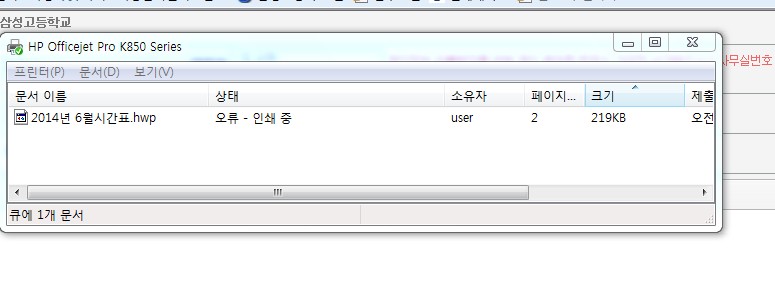 삼성고등학교
HP Officejet Pro K850 Series
사무실번호
프린터(P) 문서(D) 보기(V)
문서 이름 상태 소유자 페이지... 크기 제출
2014년 6월시간표.hwp 오류 - 인쇄 중 user 2 219KB 오전
큐에 1개 문서